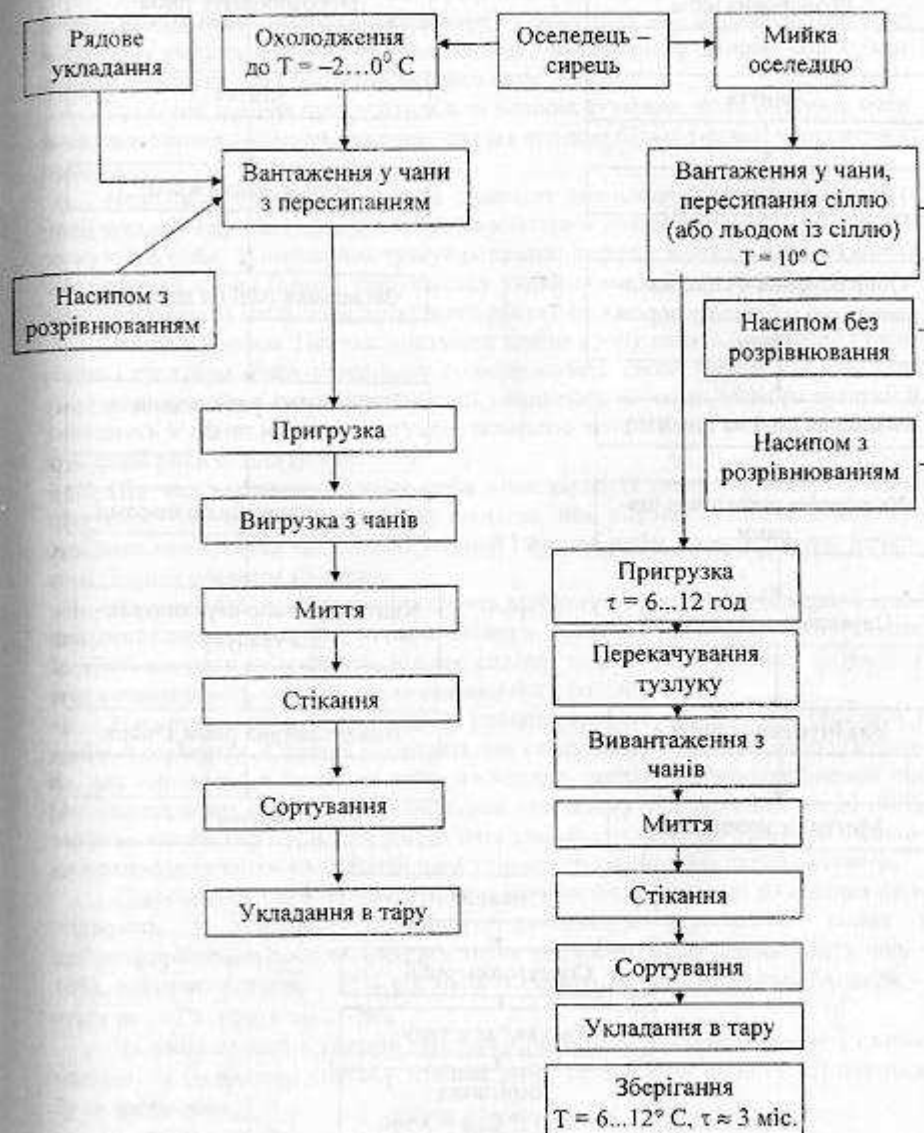 Рядове
укладання
Охолодження
до T = –2...0⁰ C
Оселедець –
сирець
Мийка
оселедцю
Вантаження у чани
з пересипанням
Вантаження у чани,
пересипання сіллю
(або льодом із сіллю)
T = 10° C
Насипом з
розрівнюванням
Насипом без
розрівнювання
Насипом з
розрівнюванням
Пригрузка
Вигрузка з чанів
Миття
Стікання
Сортування
Укладання в тару
Пригрузка
τ = 6...12 год
Перекачування
тузлуку
Вивантаження з
чанів
Миття
Стікання
Сортування
Укладання в тару
Зберігання
T = 6...12° C, τ ≈ 3 міс.